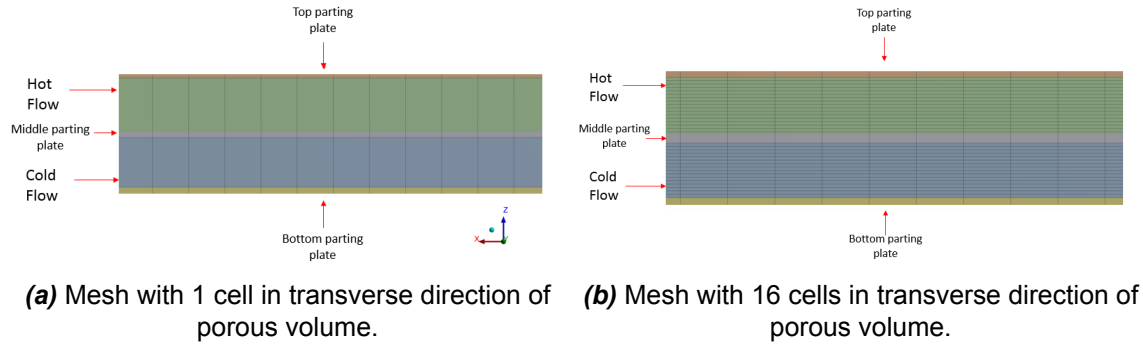 Top parting
plate
Hot
Flow
Middle parting
plate
Cold
Flow
Bottom parting
plate
Z
X
Y
(a) Mesh with 1 cell in transverse direction of
porous volume.
Top parting
plate
Hot
Flow
Middle parting
plate
Cold
Flow
Bottom parting
plate
(b) Mesh with 16 cells in transverse direction of
porous volume.